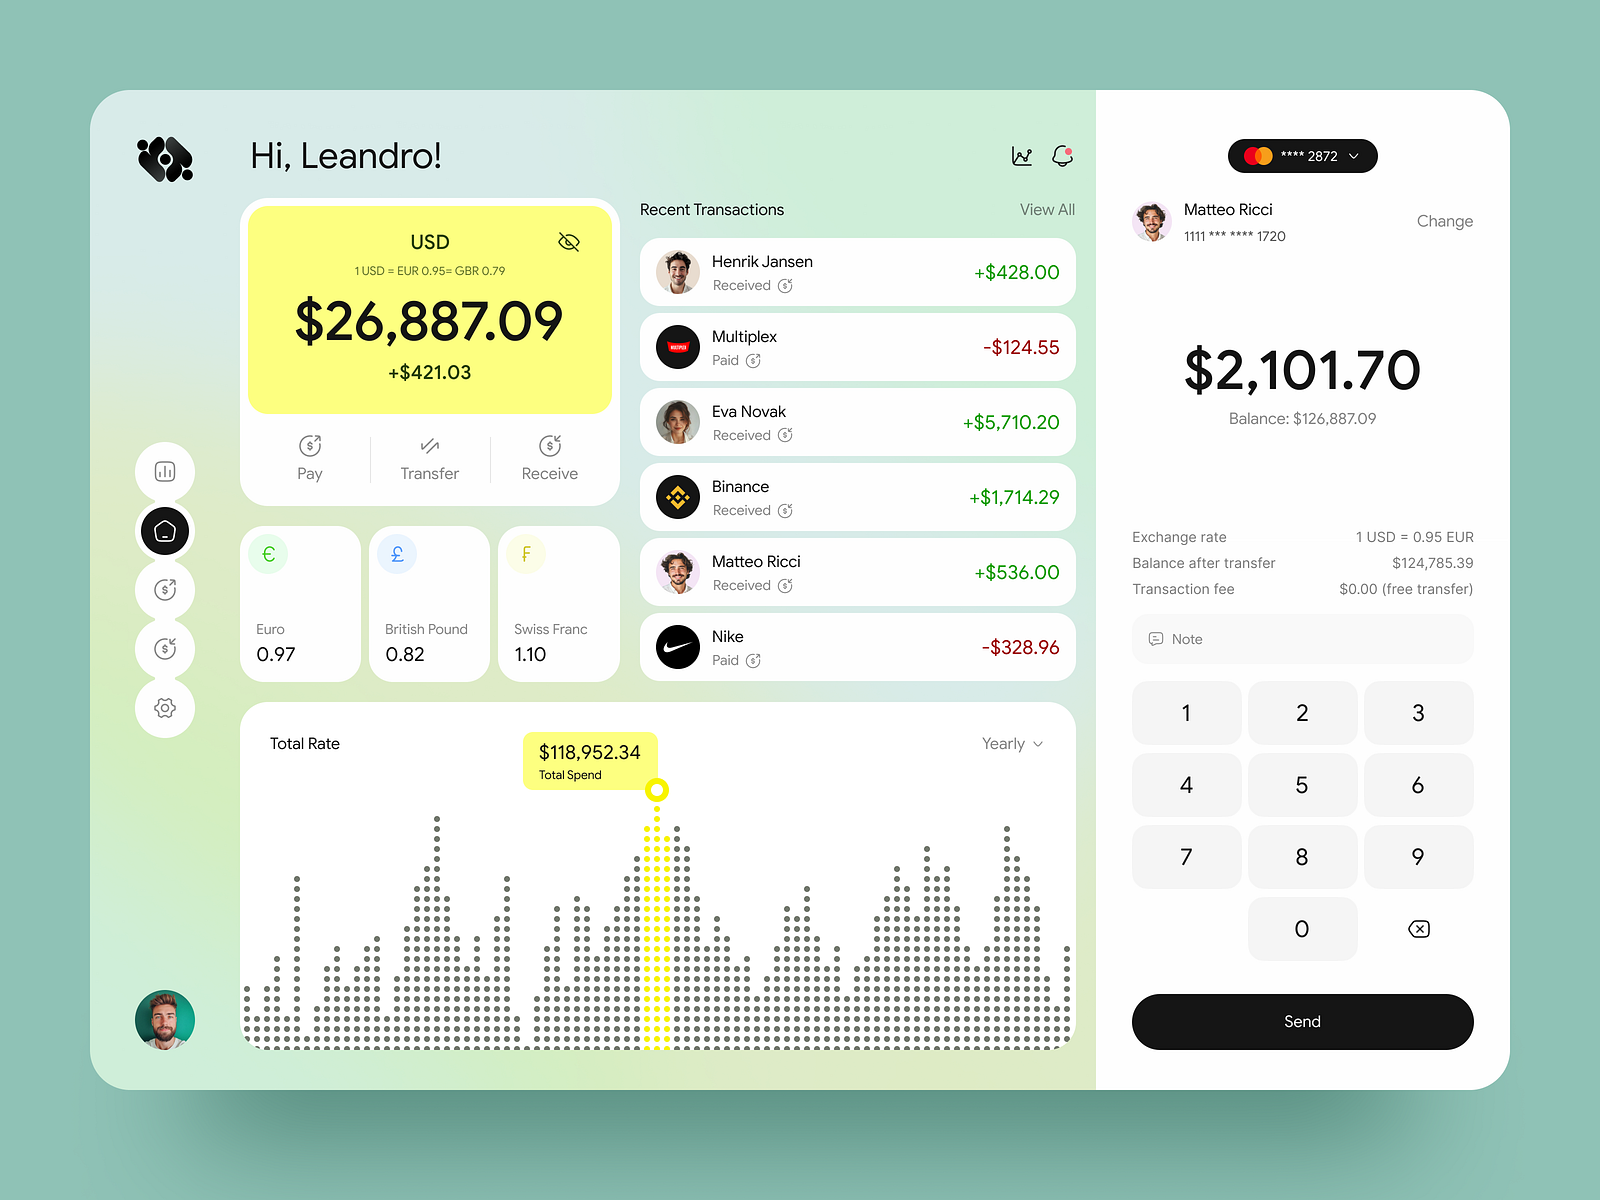 Hi, Leandro!
USD
1 USD = EUR 0.95= GBR 0.79
$26,887.09
+$421.03
Pay
Transfer
Receive
€
Euro
0.97
£
British Pound
0.82
₣
Swiss Franc
1.10
Recent Transactions
View All
Henrik Jansen
Received
+$428.00
MULTIPLEX
Multiplex
Paid
-$124.55
Eva Novak
Received
+$5,710.20
Binance
Received
+$1,714.29
Matteo Ricci
Received
+$536.00
Nike
Paid
-$328.96
Total Rate
$118,952.34
Total Spend
Yearly
**** 2872
Matteo Ricci
1111 *** **** 1720
Change
$2,101.70
Balance: $126,887.09
Exchange rate
1 USD = 0.95 EUR
Balance after transfer
$124,785.39
Transaction fee
$0.00 (free transfer)
Note
1
2
3
4
5
6
7
8
9
0
Send